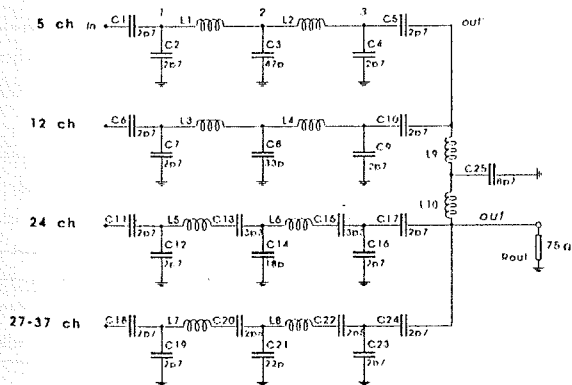 1 2 3
5 ch In C1 L1 L2 C5 out
2p7 2p7
C2 C3 C4
2p7 2p7
12 ch C6 L3 L4 C10
2p7 2p7
C7 C8 C9 L9
2p7 33p 2p7 C25
6p7
L10
24 ch C11 L5 C13 L6 C15 C17 out
2p7 3p3 3p3 2p7
C12 C14 C16 Rout 75Ω
2p7 18p 2p7
27-37 ch C18 L7 C20 L8 C22 C24
2p7 2p7
C19 C21 C23
2p7 22p 2p7